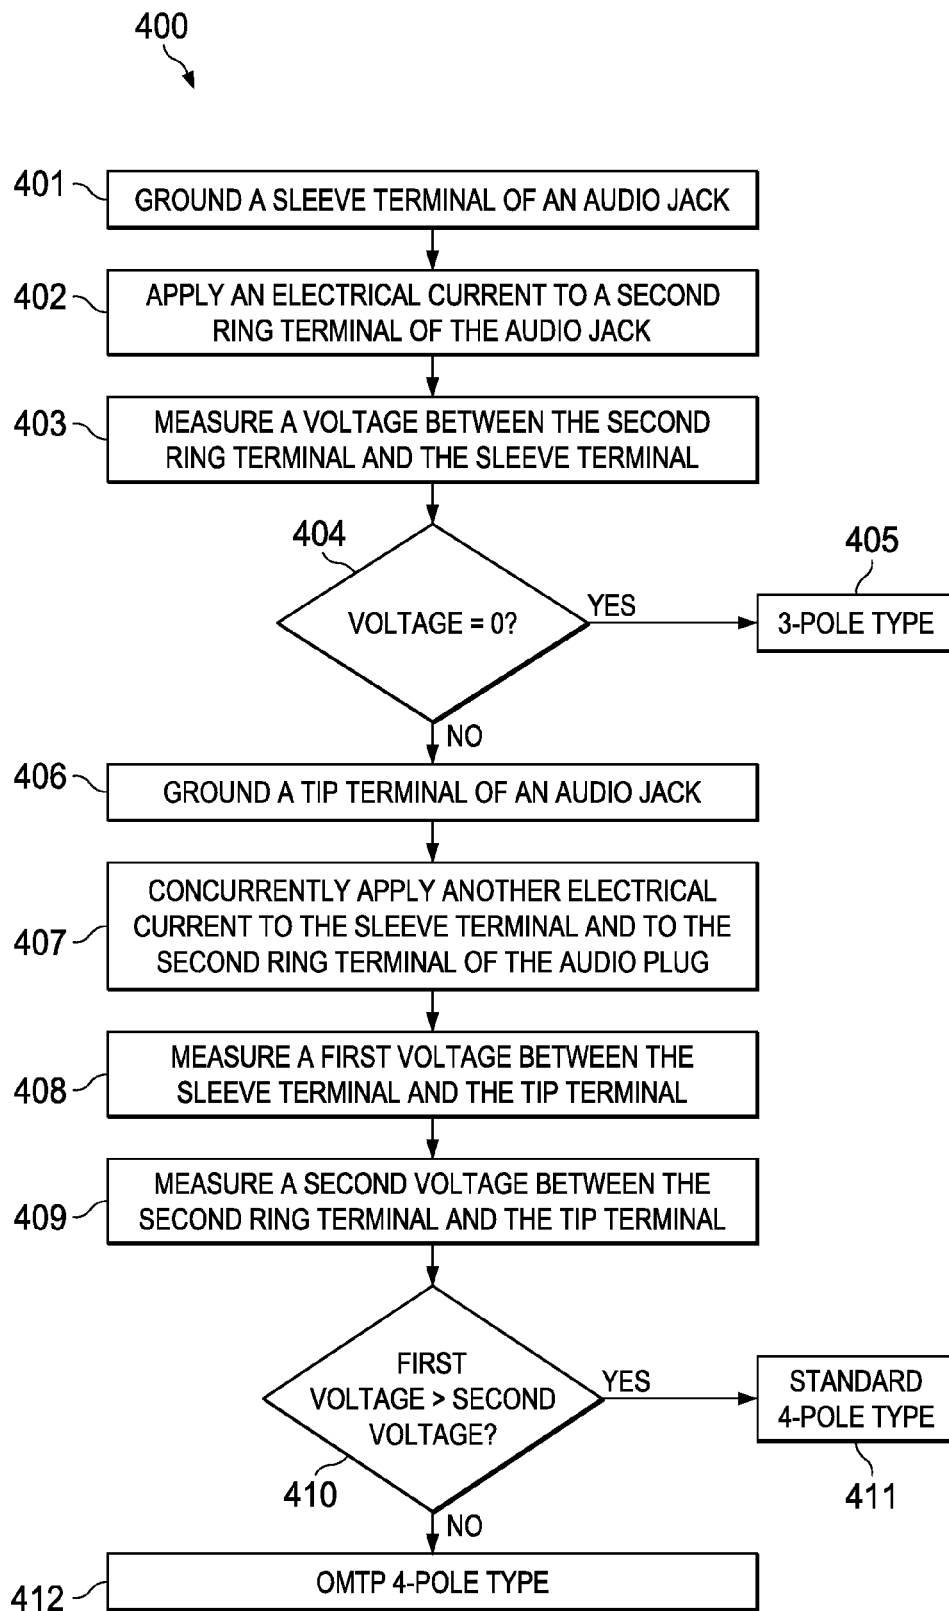 400
401
GROUND A SLEEVE TERMINAL OF AN AUDIO JACK
402
APPLY AN ELECTRICAL CURRENT TO A SECOND
RING TERMINAL OF THE AUDIO JACK
403
MEASURE A VOLTAGE BETWEEN THE SECOND
RING TERMINAL AND THE SLEEVE TERMINAL
404
VOLTAGE = 0?
YES
405
3-POLE TYPE
NO
406
GROUND A TIP TERMINAL OF AN AUDIO JACK
407
CONCURRENTLY APPLY ANOTHER ELECTRICAL
CURRENT TO THE SLEEVE TERMINAL AND TO THE
SECOND RING TERMINAL OF THE AUDIO PLUG
408
MEASURE A FIRST VOLTAGE BETWEEN THE
SLEEVE TERMINAL AND THE TIP TERMINAL
409
MEASURE A SECOND VOLTAGE BETWEEN THE
SECOND RING TERMINAL AND THE TIP TERMINAL
FIRST
VOLTAGE > SECOND
VOLTAGE?
410
YES
STANDARD
4-POLE TYPE
411
NO
412
OMTP 4-POLE TYPE